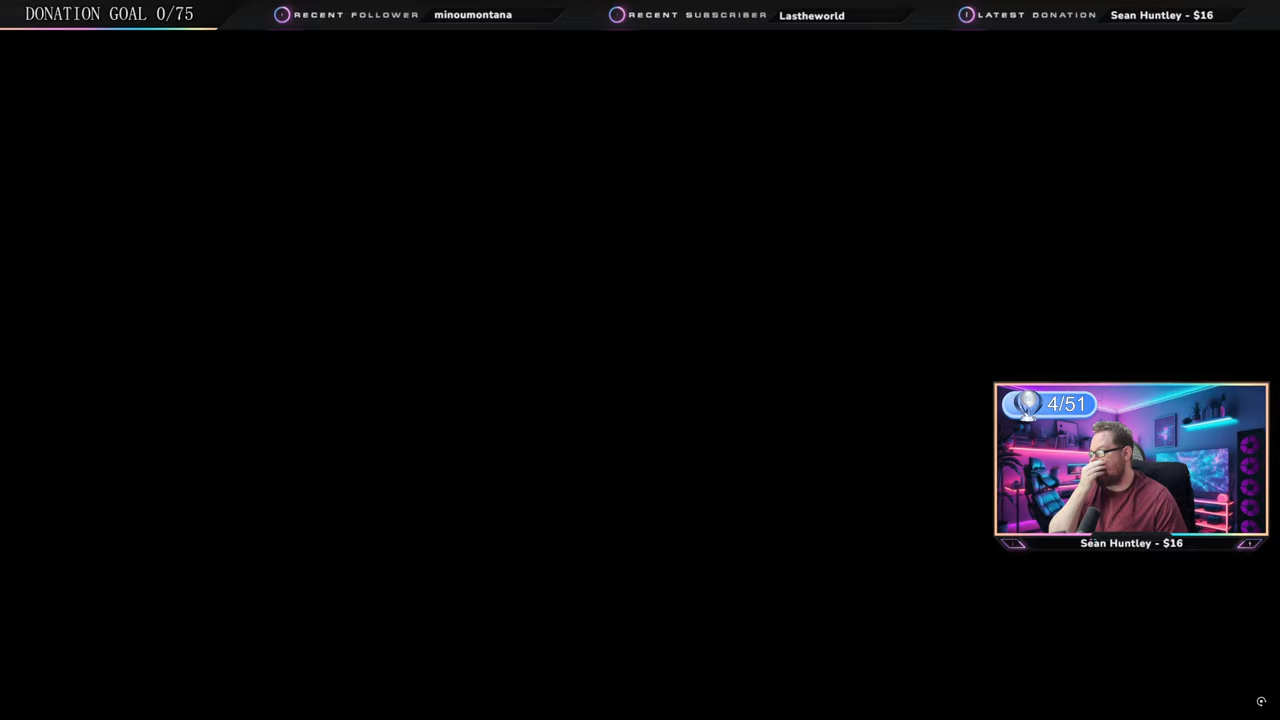 DONATION GOAL 0/75
RECENT FOLLOWER minoumontana
RECENT SUBSCRIBER Lastheworld
LATEST DONATION Sean Huntley - $16
4/51
Sean Huntley - $16